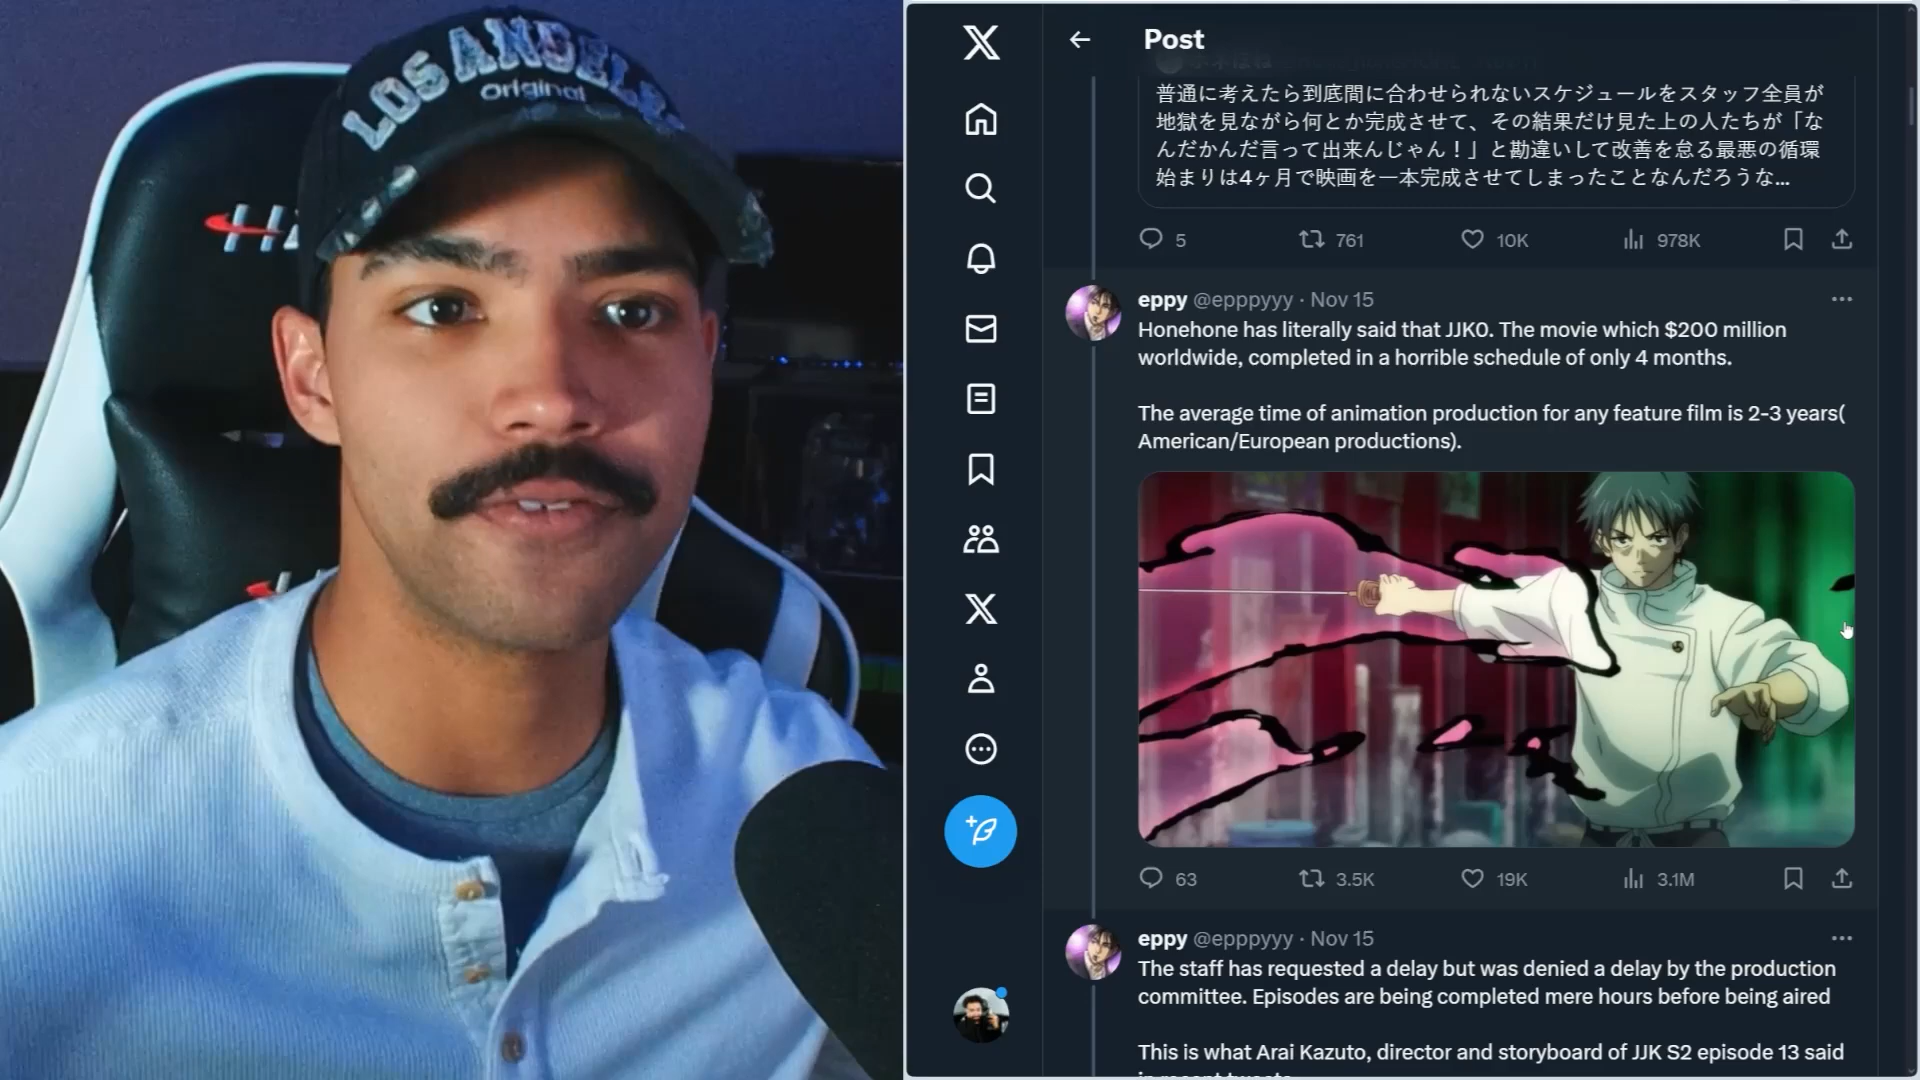 LOS ANGELES
Original
Post
普通に考えたら到底間に合わせられないスケジュールをスタッフ全員が
地獄を見ながら何とか完成させて、その結果だけ見た上の人たちが「な
んだかんだ言って出来んじゃん！」と勘違いして改善を怠る最悪の循環
始まりは4ヶ月で映画を一本完成させてしまったことなんだろうな...
5 761 10K 978K
eppy @epppyyy · Nov 15
Honehone has literally said that JJK0. The movie which $200 million
worldwide, completed in a horrible schedule of only 4 months.
The average time of animation production for any feature film is 2-3 years(
American/European productions).
63 3.5K 19K 3.1M
eppy @epppyyy · Nov 15
The staff has requested a delay but was denied a delay by the production
committee. Episodes are being completed mere hours before being aired
This is what Arai Kazuto, director and storyboard of JJK S2 episode 13 said
in recent tweets